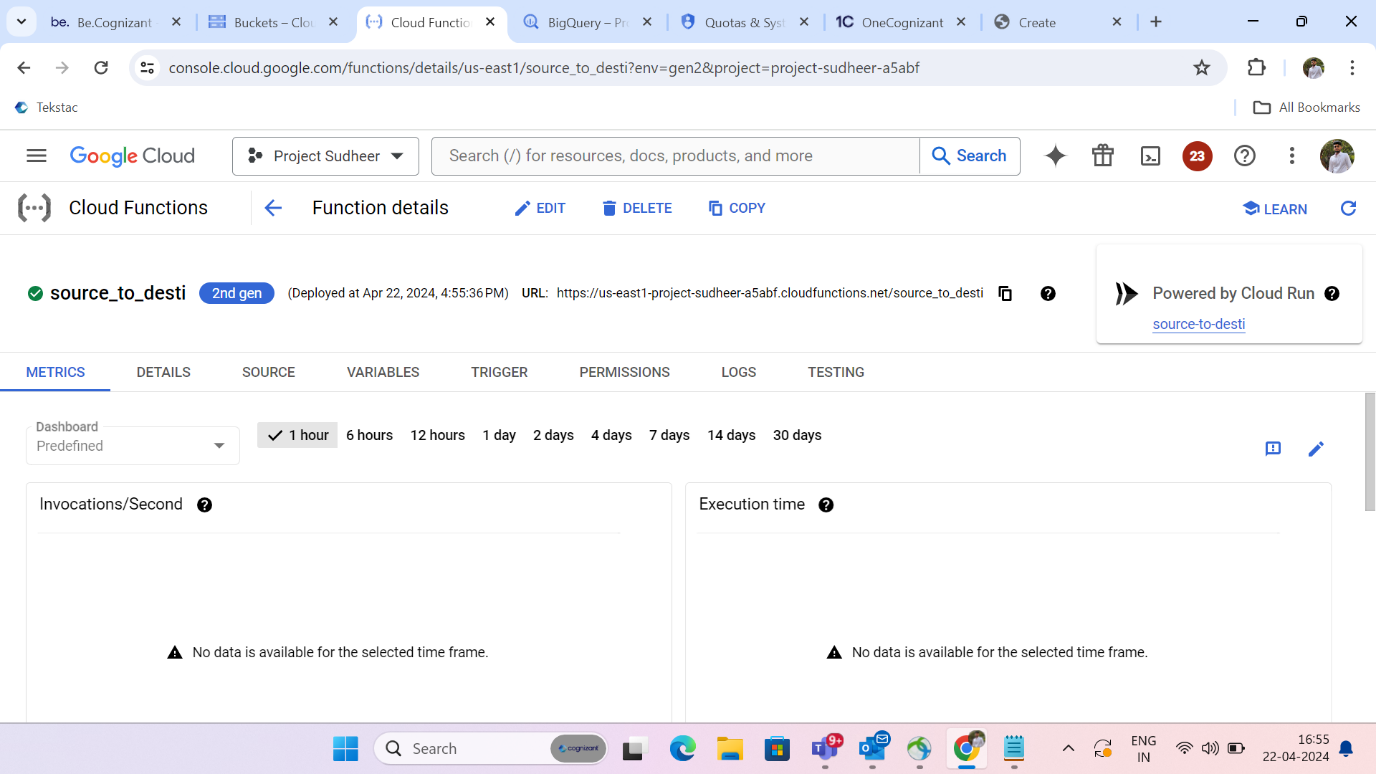 be. Be.Cognizant
Buckets – Clou
Cloud Functio
BigQuery – Pr
Quotas & Syst
1C OneCognizant
Create
console.cloud.google.com/functions/details/us-east1/source_to_desti?env=gen2&project=project-sudheer-a5abf
Tekstac
All Bookmarks
Google Cloud
Project Sudheer
Search (/) for resources, docs, products, and more
Search
23
Cloud Functions
Function details
EDIT
DELETE
COPY
LEARN
source_to_desti
2nd gen
(Deployed at Apr 22, 2024, 4:55:36 PM)
URL: https://us-east1-project-sudheer-a5abf.cloudfunctions.net/source_to_desti
Powered by Cloud Run
source-to-desti
METRICS
DETAILS
SOURCE
VARIABLES
TRIGGER
PERMISSIONS
LOGS
TESTING
Dashboard
Predefined
1 hour
6 hours
12 hours
1 day
2 days
4 days
7 days
14 days
30 days
Invocations/Second
Execution time
No data is available for the selected time frame.
No data is available for the selected time frame.
Search
cognizant
9+
ENG
IN
16:55
22-04-2024